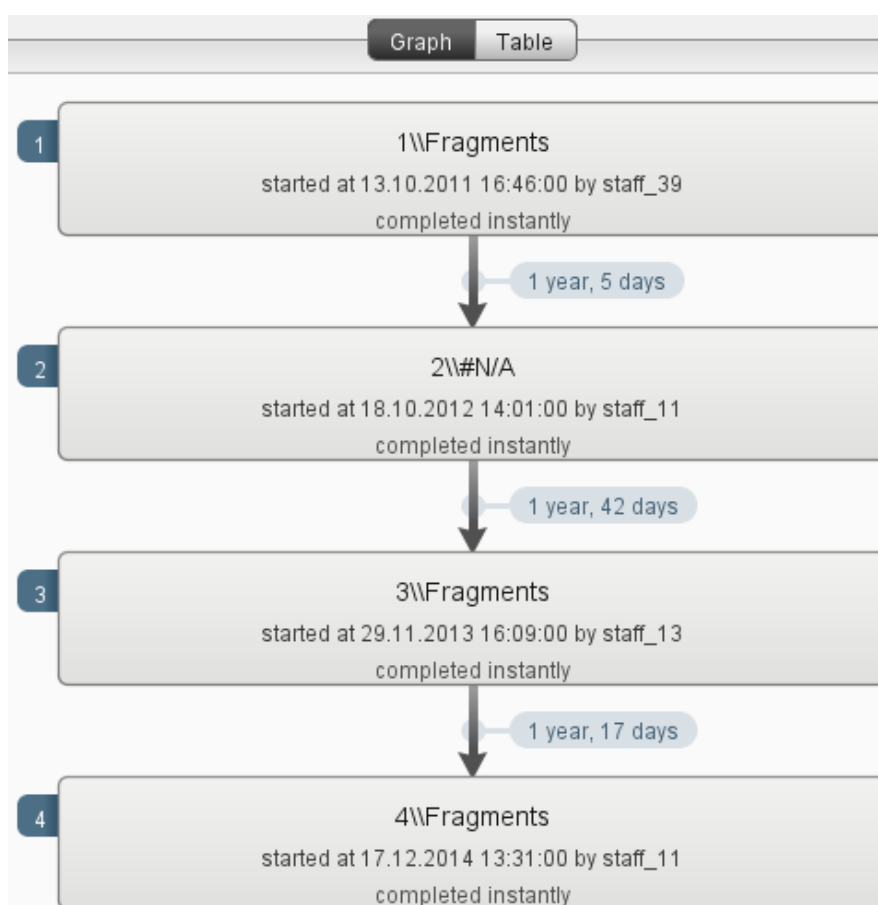 Graph Table
1
1\\Fragments
started at 13.10.2011 16:46:00 by staff_39
completed instantly
1 year, 5 days
2
2\\#N/A
started at 18.10.2012 14:01:00 by staff_11
completed instantly
1 year, 42 days
3
3\\Fragments
started at 29.11.2013 16:09:00 by staff_13
completed instantly
1 year, 17 days
4
4\\Fragments
started at 17.12.2014 13:31:00 by staff_11
completed instantly